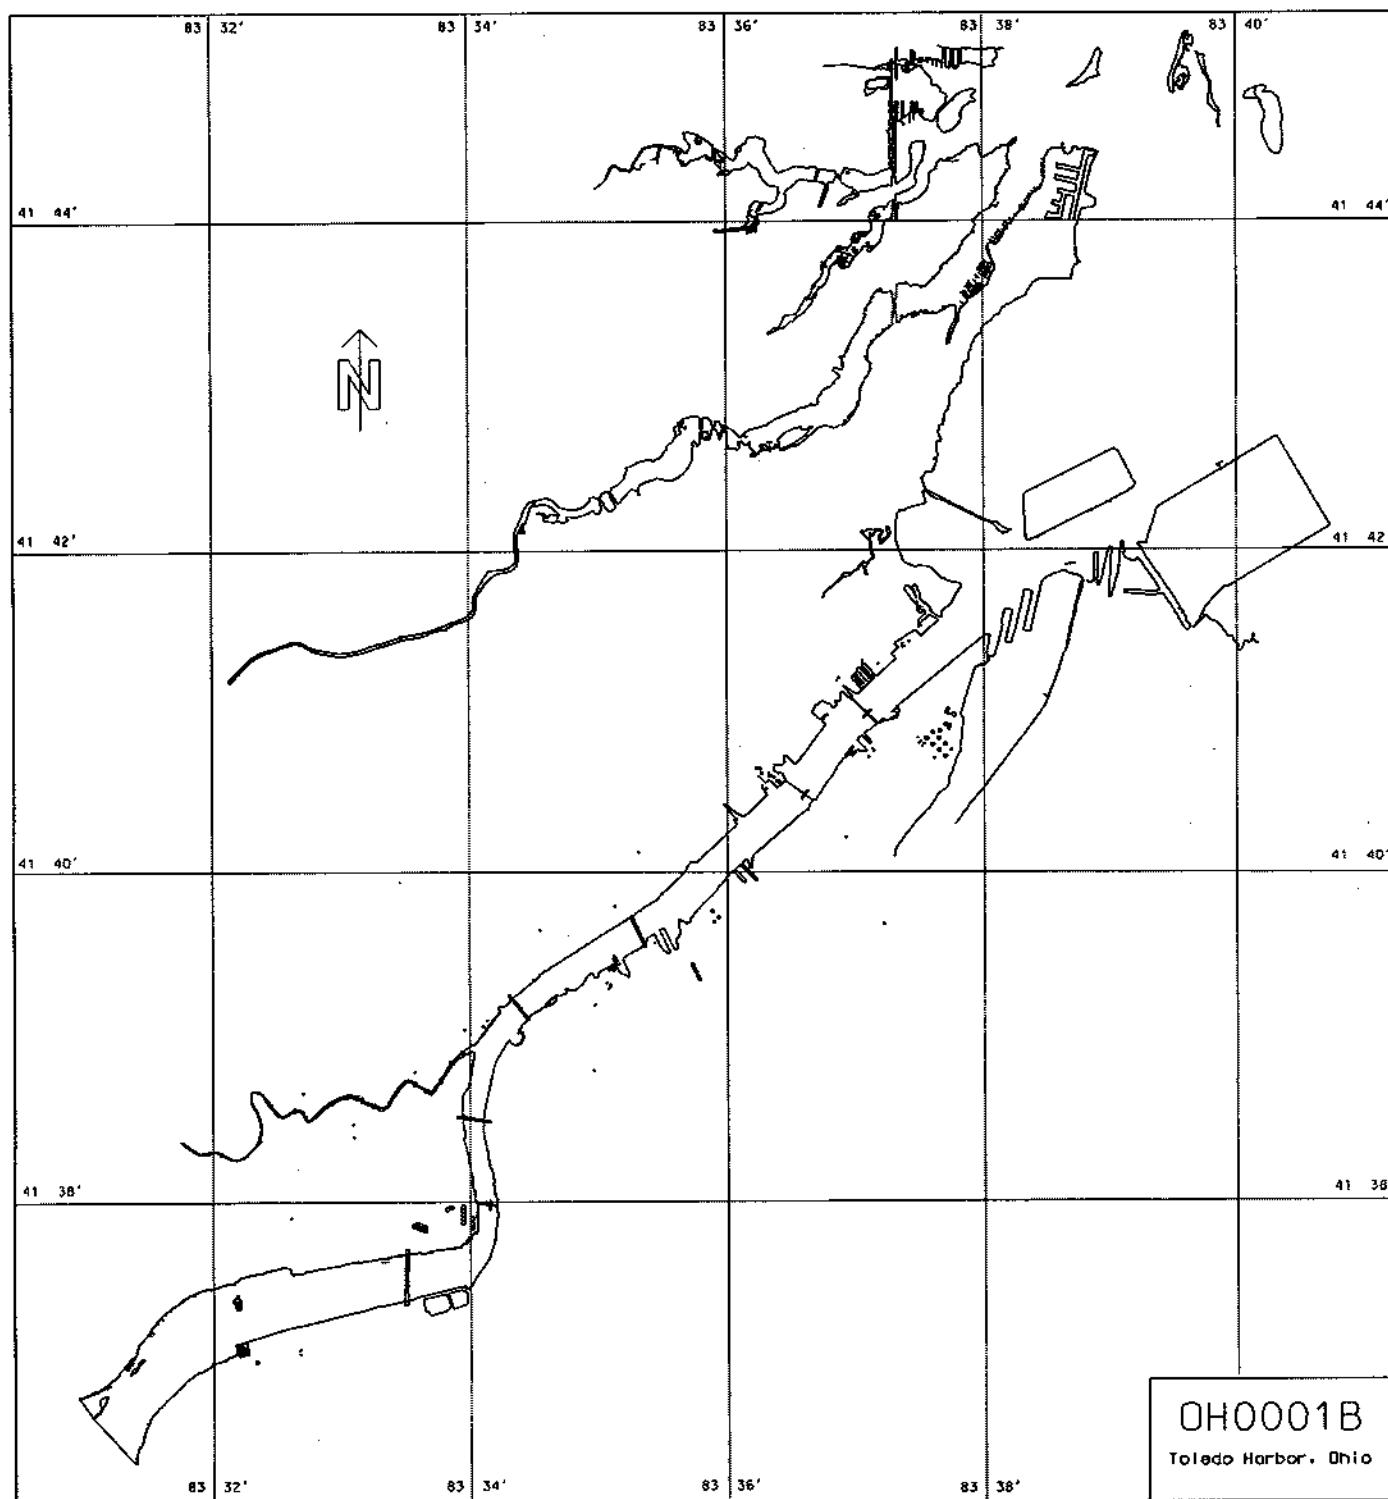 83 32' 83 34' 83 36' 83 38' 83 40'
41 44' 41 44'
N
41 42' 41 42'
41 40' 41 40'
41 38' 41 38'
OH0001B
Toledo Harbor, Ohio
83 32' 83 34' 83 36' 83 38'